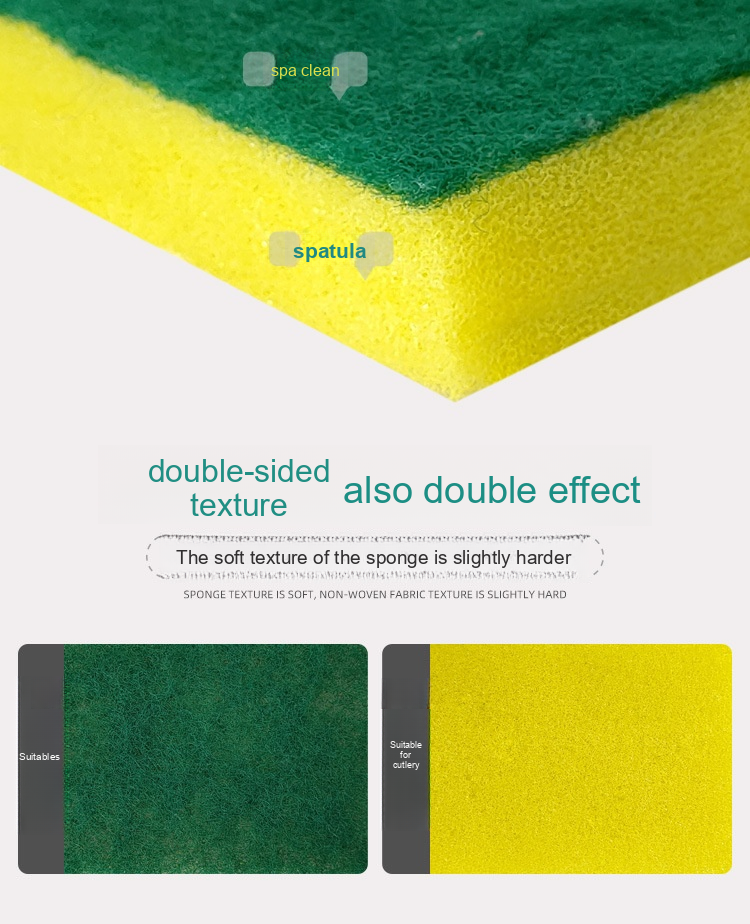 spa clean
spatula
double-sided
texture
also double effect
The soft texture of the sponge is slightly harder
SPONGE TEXTURE IS SOFT, NON-WOVEN FABRIC TEXTURE IS SLIGHTLY HARD
Suitables
Suitable
for
cutlery